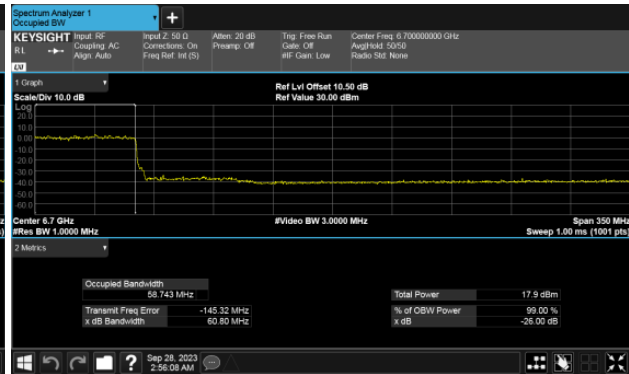 Spectrum Analyzer 1
Occupied BW
+
KEYSIGHT Input: RF Input Z: 50 Ω Atten: 20 dB Trig: Free Run Center Freq: 6.700000000 GHz
RL Coupling: AC Corrections: On Preamp: Off Gate: Off Avg|Hold: 50/50
Align: Auto Freq Ref: Int (S) #IF Gain: Low Radio Std: None
LXI
1 Graph
Ref Lvl Offset 10.50 dB
Scale/Div 10.0 dB Ref Value 30.00 dBm
Log
20.0
10.0
0.00
-10.0
-20.0
-30.0
-40.0
-50.0
-60.0
Center 6.7 GHz #Video BW 3.0000 MHz Span 350 MHz
#Res BW 1.0000 MHz Sweep 1.00 ms (1001 pts)
2 Metrics
Occupied Bandwidth
58.743 MHz Total Power 17.9 dBm
Transmit Freq Error -145.32 MHz % of OBW Power 99.00 %
x dB Bandwidth 60.80 MHz x dB -26.00 dB
? Sep 28, 2023
2:56:08 AM